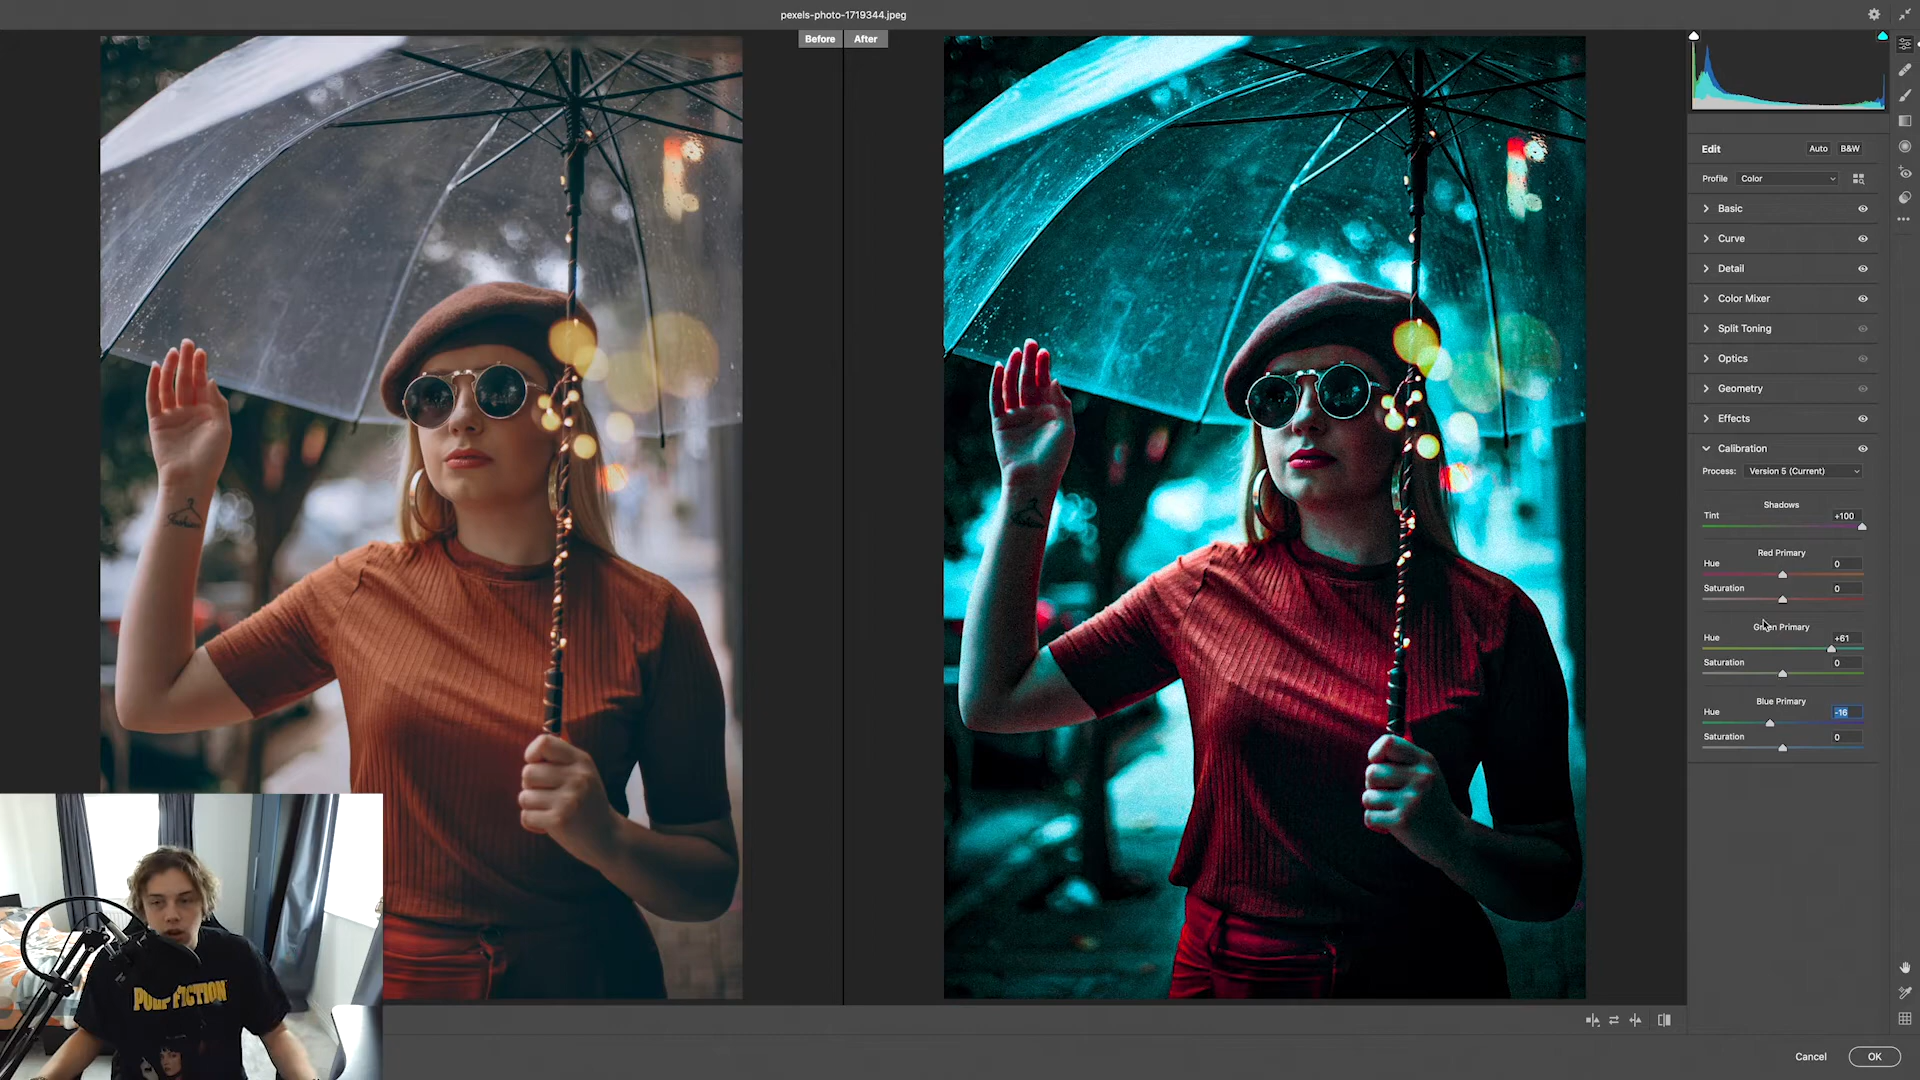 pexels-photo-1719344.jpeg
Before After
Edit Auto B&W
Profile Color
Basic
Curve
Detail
Color Mixer
Split Toning
Optics
Geometry
Effects
Calibration
Process: Version 5 (Current)
Shadows
Tint +100
Red Primary
Hue 0
Saturation 0
Green Primary
Hue +61
Saturation 0
Blue Primary
Hue -16
Saturation 0
PULP FICTION
Cancel OK